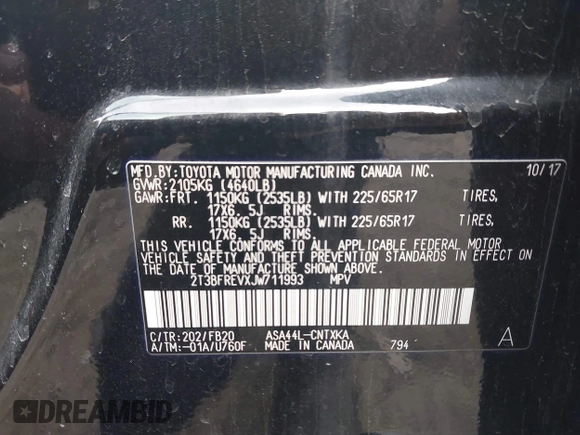 MFD. BY: TOYOTA MOTOR MANUFACTURING CANADA INC. 10/17
GVWR: 2105KG (4640LB)
GAWR: FRT. 1150KG (2535LB) WITH 225/65R17 TIRES,
17X6. 5J RIMS.
RR. 1150KG (2535LB) WITH 225/65R17 TIRES,
17X6. 5J RIMS.
THIS VEHICLE CONFORMS TO ALL APPLICABLE FEDERAL MOTOR
VEHICLE SAFETY AND THEFT PREVENTION STANDARDS IN EFFECT ON
THE DATE OF MANUFACTURE SHOWN ABOVE.
2T3BFREVXJW711993 MPV
C/TR: 202/FB20 ASA44L-CNTXKA A
A/TM: -01A/U760F MADE IN CANADA 794
DREAMBID